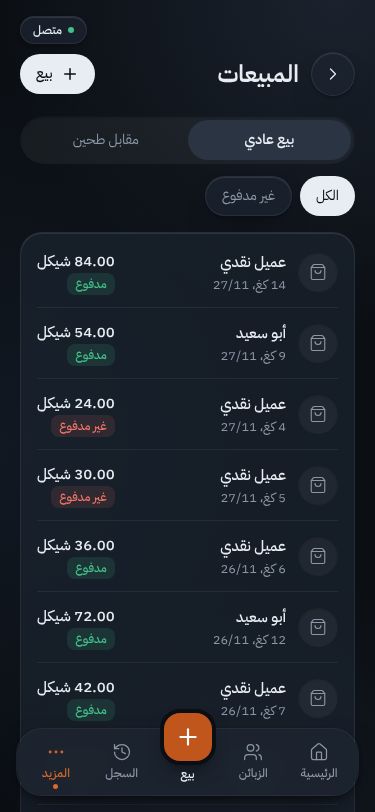 متصل
المبيعات
بيع
بيع عادي
مقابل طحين
الكل
غير مدفوع
عميل نقدي
84.00 شيكل
14 كغ، 27/11
مدفوع
أبو سعيد
54.00 شيكل
9 كغ، 27/11
مدفوع
عميل نقدي
24.00 شيكل
4 كغ، 27/11
غير مدفوع
عميل نقدي
30.00 شيكل
5 كغ، 27/11
غير مدفوع
عميل نقدي
36.00 شيكل
6 كغ، 26/11
مدفوع
أبو سعيد
72.00 شيكل
12 كغ، 26/11
مدفوع
عميل نقدي
42.00 شيكل
7 كغ، 26/11
مدفوع
الرئيسية
الزبائن
بيع
السجل
المزيد